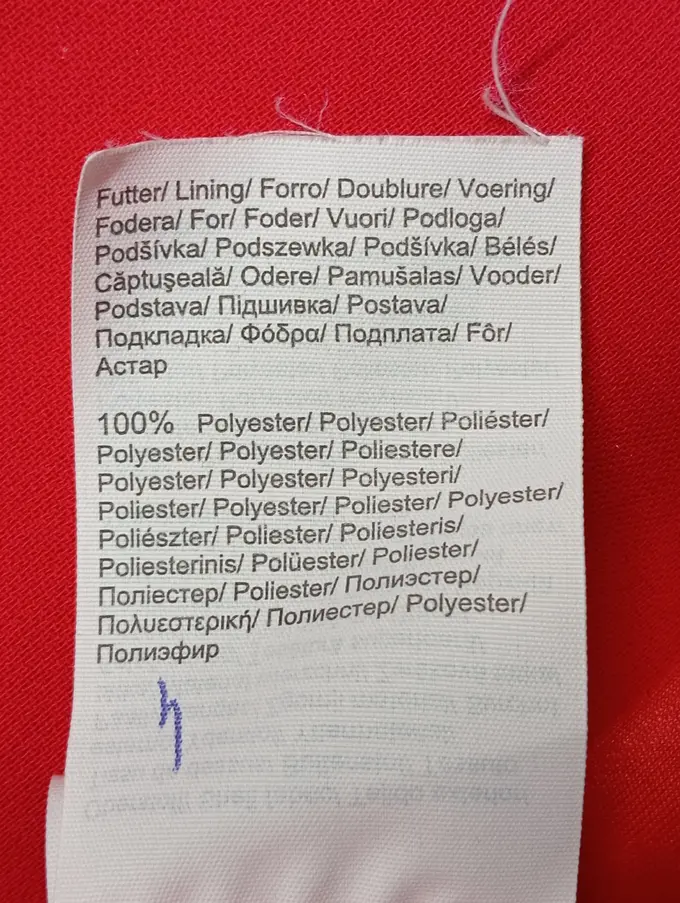 Futter/ Lining/ Forro/ Doublure/ Voering/
Fodera/ For/ Foder/ Vuori/ Podloga/
Podšívka/ Podszewka/ Podšívka/ Bélés/
Căptuşeală/ Odere/ Pamušalas/ Vooder/
Podstava/ Підшивка/ Postava/
Подкладка/ Φόδρα/ Подплата/ Fôr/
Астар
100% Polyester/ Polyester/ Poliéster/
Polyester/ Polyester/ Poliestere/
Polyester/ Polyester/ Polyesteri/
Poliester/ Polyester/ Poliester/ Polyester/
Poliészter/ Poliester/ Poliesteris/
Poliesterinis/ Polüester/ Poliester/
Поліестер/ Poliester/ Полиэстер/
Πολυεστερική/ Полиестер/ Polyester/
Полиэфир